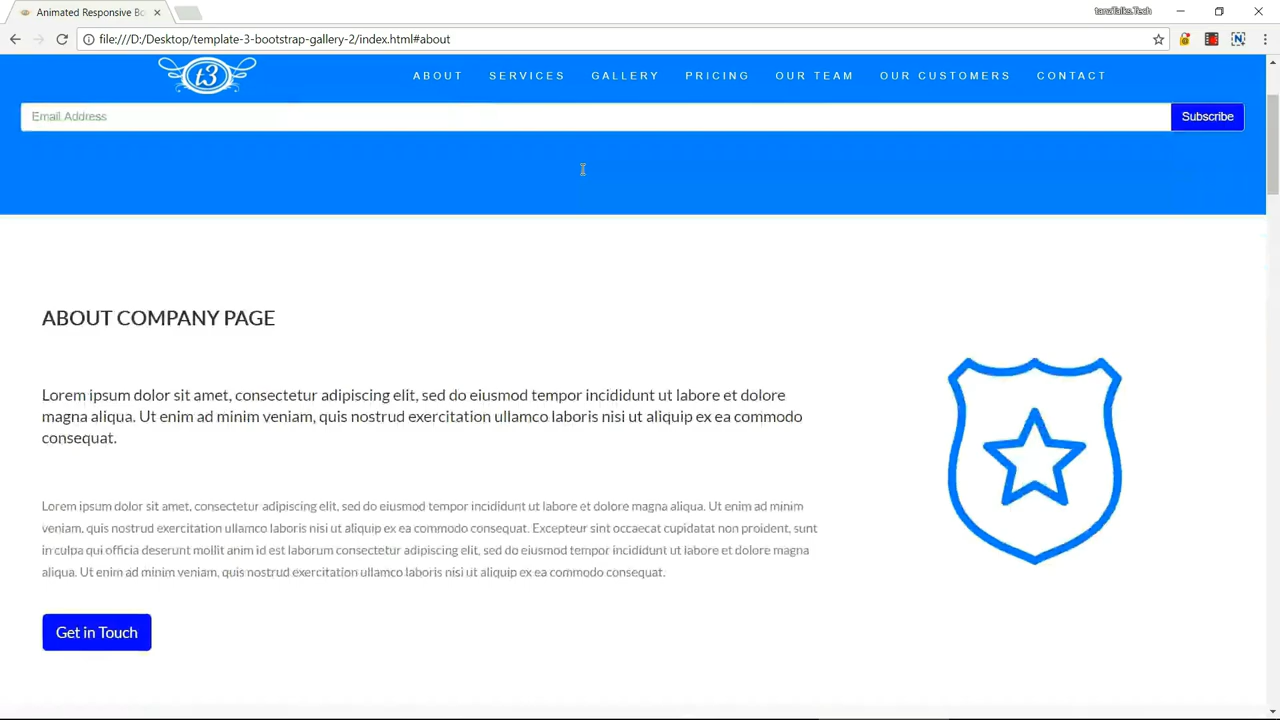 Animated Responsive Bo
tanzTalks.Tech
file:///D:/Desktop/template-3-bootstrap-gallery-2/index.html#about
t3
ABOUT SERVICES GALLERY PRICING OUR TEAM OUR CUSTOMERS CONTACT
Email Address
Subscribe
ABOUT COMPANY PAGE
Lorem ipsum dolor sit amet, consectetur adipiscing elit, sed do eiusmod tempor incididunt ut labore et dolore
magna aliqua. Ut enim ad minim veniam, quis nostrud exercitation ullamco laboris nisi ut aliquip ex ea commodo
consequat.
Lorem ipsum dolor sit amet, consectetur adipiscing elit, sed do eiusmod tempor incididunt ut labore et dolore magna aliqua. Ut enim ad minim
veniam, quis nostrud exercitation ullamco laboris nisi ut aliquip ex ea commodo consequat. Excepteur sint occaecat cupidatat non proident, sunt
in culpa qui officia deserunt mollit anim id est laborum consectetur adipiscing elit, sed do eiusmod tempor incididunt ut labore et dolore magna
aliqua. Ut enim ad minim veniam, quis nostrud exercitation ullamco laboris nisi ut aliquip ex ea commodo consequat.
Get in Touch